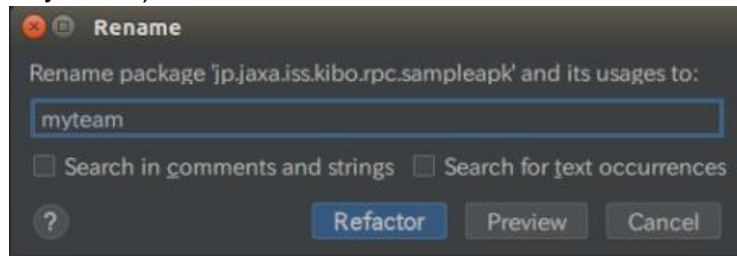 Rename
Rename package 'jp.jaxa.iss.kibo.rpc.sampleapk' and its usages to:
myteam
Search in comments and strings Search for text occurrences
? Refactor Preview Cancel